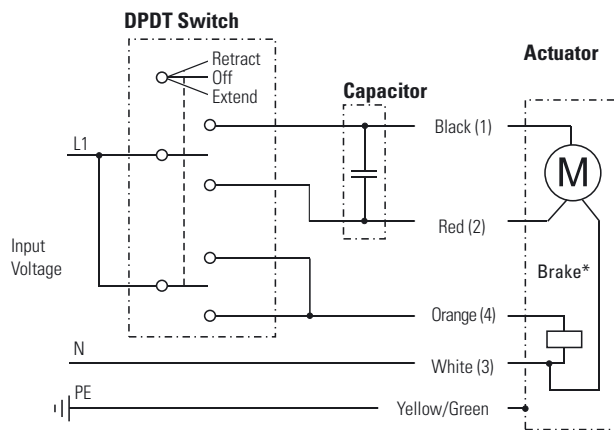 DPDT Switch
Retract
Off
Extend
Actuator
Capacitor
Black (1)
L1
M
Red (2)
Input
Voltage
Brake*
Orange (4)
N
White (3)
PE
Yellow/Green